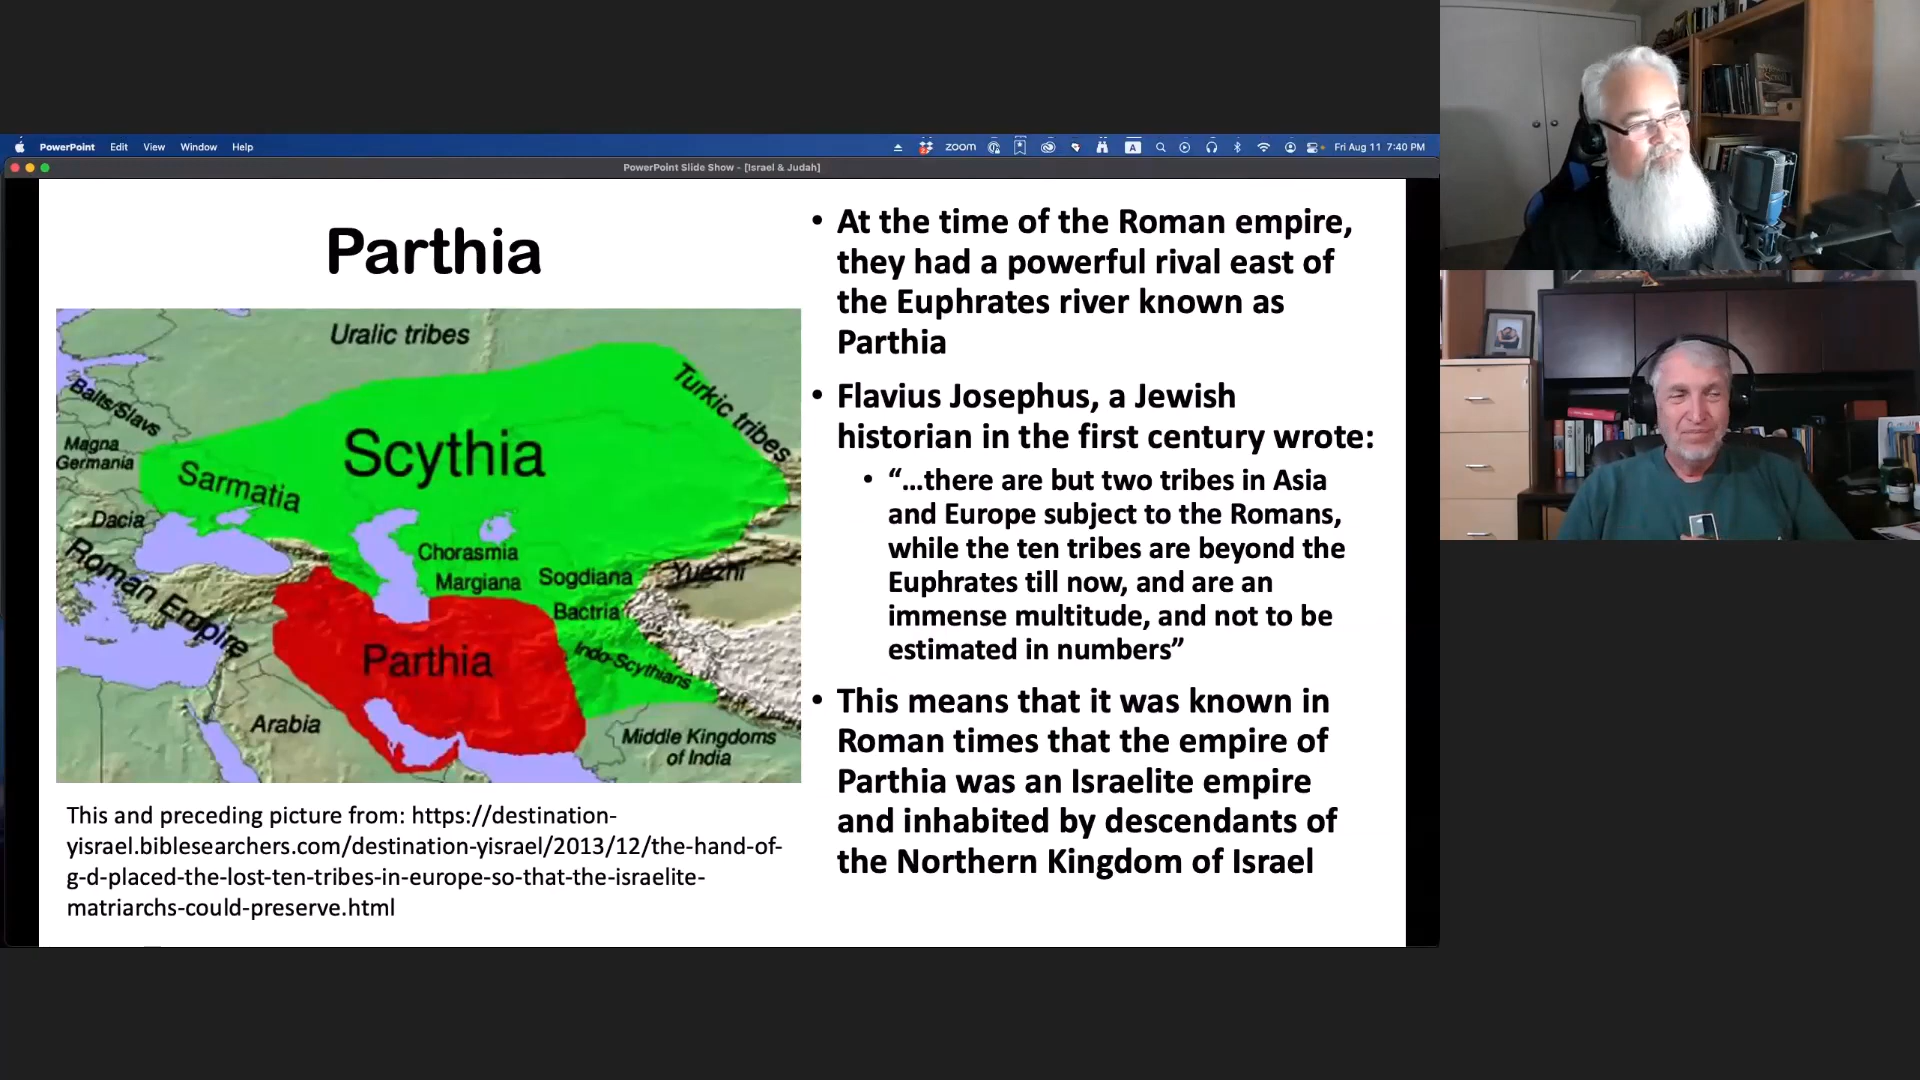 PowerPoint Edit View Window Help
zoom
A
Fri Aug 11 7:40 PM
PowerPoint Slide Show - [Israel & Judah]
Parthia
Uralic tribes
Turkic tribes
Balts/Slavs
Magna
Germania
Scythia
Sarmatia
Dacia
Roman Empire
Chorasmia
Margiana
Sogdiana
Yuezhi
Bactria
Parthia
Indo-Scythians
Arabia
Middle Kingdoms
of India
This and preceding picture from: https://destination-
yisrael.biblesearchers.com/destination-yisrael/2013/12/the-hand-of-
g-d-placed-the-lost-ten-tribes-in-europe-so-that-the-israelite-
matriarchs-could-preserve.html
• At the time of the Roman empire,
they had a powerful rival east of
the Euphrates river known as
Parthia
• Flavius Josephus, a Jewish
historian in the first century wrote:
• “…there are but two tribes in Asia
and Europe subject to the Romans,
while the ten tribes are beyond the
Euphrates till now, and are an
immense multitude, and not to be
estimated in numbers”
• This means that it was known in
Roman times that the empire of
Parthia was an Israelite empire
and inhabited by descendants of
the Northern Kingdom of Israel